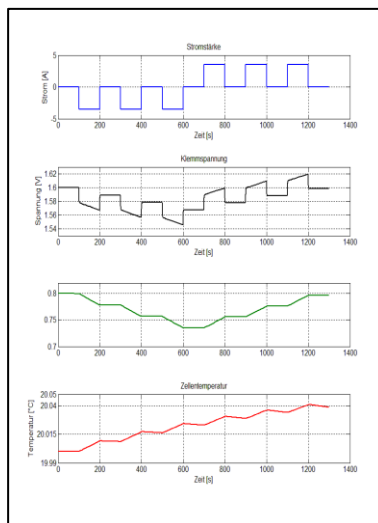 Stromstärke
Strom [A]
5
0
-5
0 200 400 600 800 1000 1200 1400
Zeit [s]
Klemmspannung
Spannung [V]
1.62
1.6
1.58
1.56
1.54
0 200 400 600 800 1000 1200 1400
Zeit [s]
0.8
0.75
0.7
0 200 400 600 800 1000 1200 1400
Zellentemperatur
Temperatur [°C]
20.05
20.04
20.015
19.99
0 200 400 600 800 1000 1200 1400
Zeit [s]